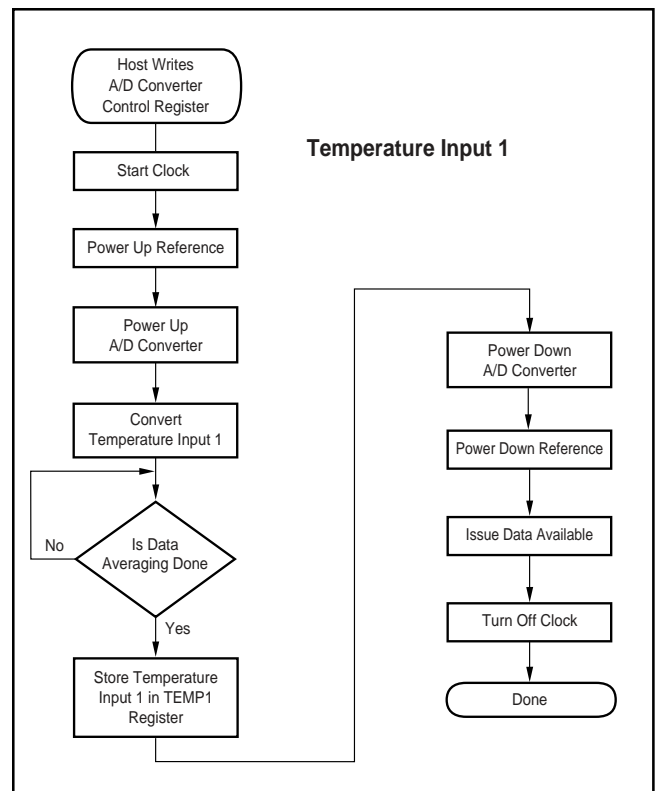 Host Writes
A/D Converter
Control Register
Temperature Input 1
Start Clock
Power Up Reference
Power Up
A/D Converter
Convert
Temperature Input 1
No
Is Data
Averaging Done
Yes
Store Temperature
Input 1 in TEMP1
Register
Power Down
A/D Converter
Power Down Reference
Issue Data Available
Turn Off Clock
Done